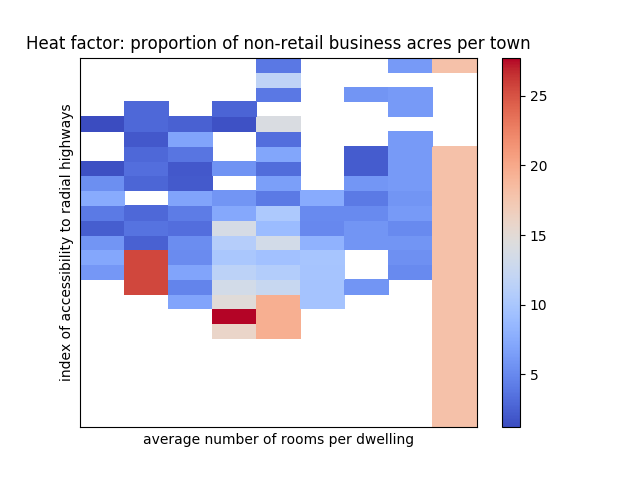 Heat factor: proportion of non-retail business acres per town
index of accessibility to radial highways
average number of rooms per dwelling
25
20
15
10
5